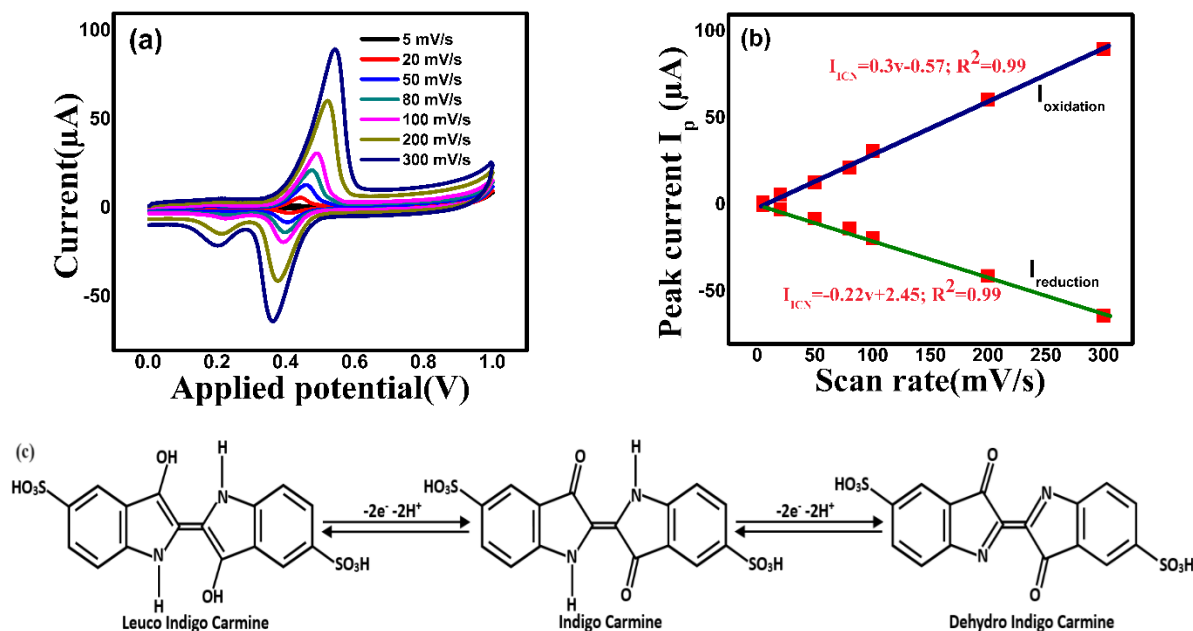 (a)
5 mV/s
20 mV/s
50 mV/s
80 mV/s
100 mV/s
200 mV/s
300 mV/s
100
50
0
-50
Current(µA)
0.0 0.2 0.4 0.6 0.8 1.0
Applied potential(V)
(b)
I_ICN=0.3v-0.57; R²=0.99
I_oxidation
I_reduction
I_ICN=-0.22v+2.45; R²=0.99
100
50
0
-50
Peak current I_p (µA)
0 50 100 150 200 250 300
Scan rate(mV/s)
(c)
OH
H
HO₃S
N
N
SO₃H
H
OH
Leuco Indigo Carmine
-2e⁻ -2H⁺
O
H
HO₃S
N
N
SO₃H
H
O
Indigo Carmine
-2e⁻ -2H⁺
O
HO₃S
N
N
SO₃H
O
Dehydro Indigo Carmine